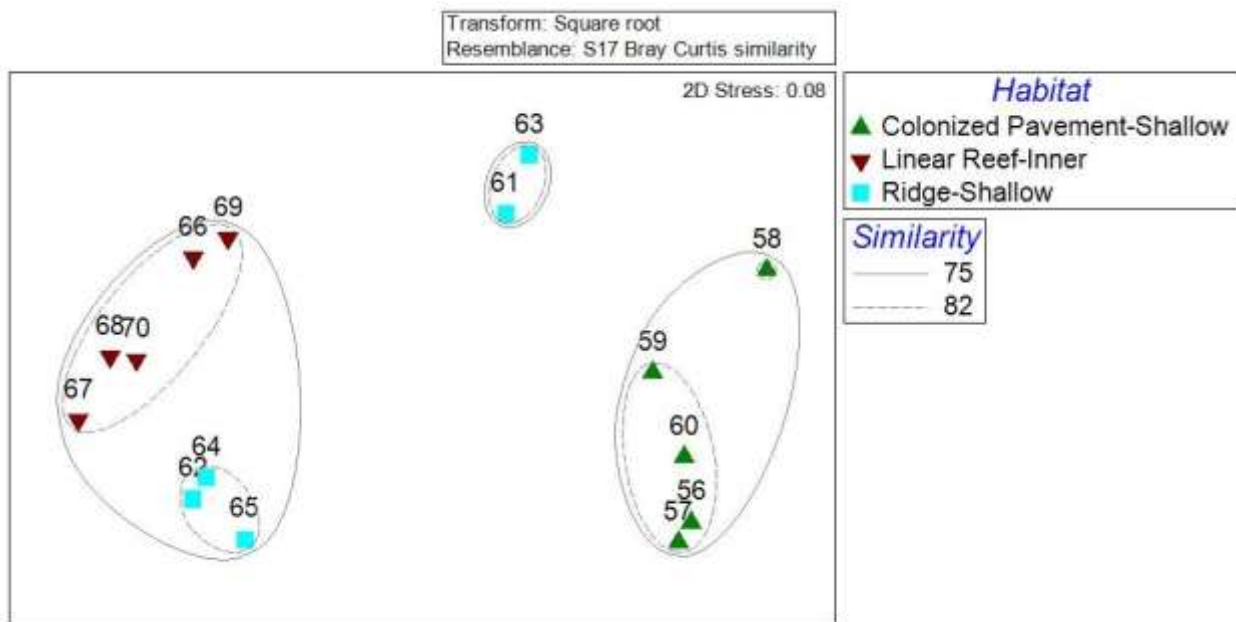 Transform: Square root
Resemblance: S17 Bray Curtis similarity
2D Stress: 0.08
Habitat
Colonized Pavement-Shallow
Linear Reef-Inner
Ridge-Shallow
Similarity
75
82
63
61
69
66
58
68 70
59
67
60
64
62
56
65
57